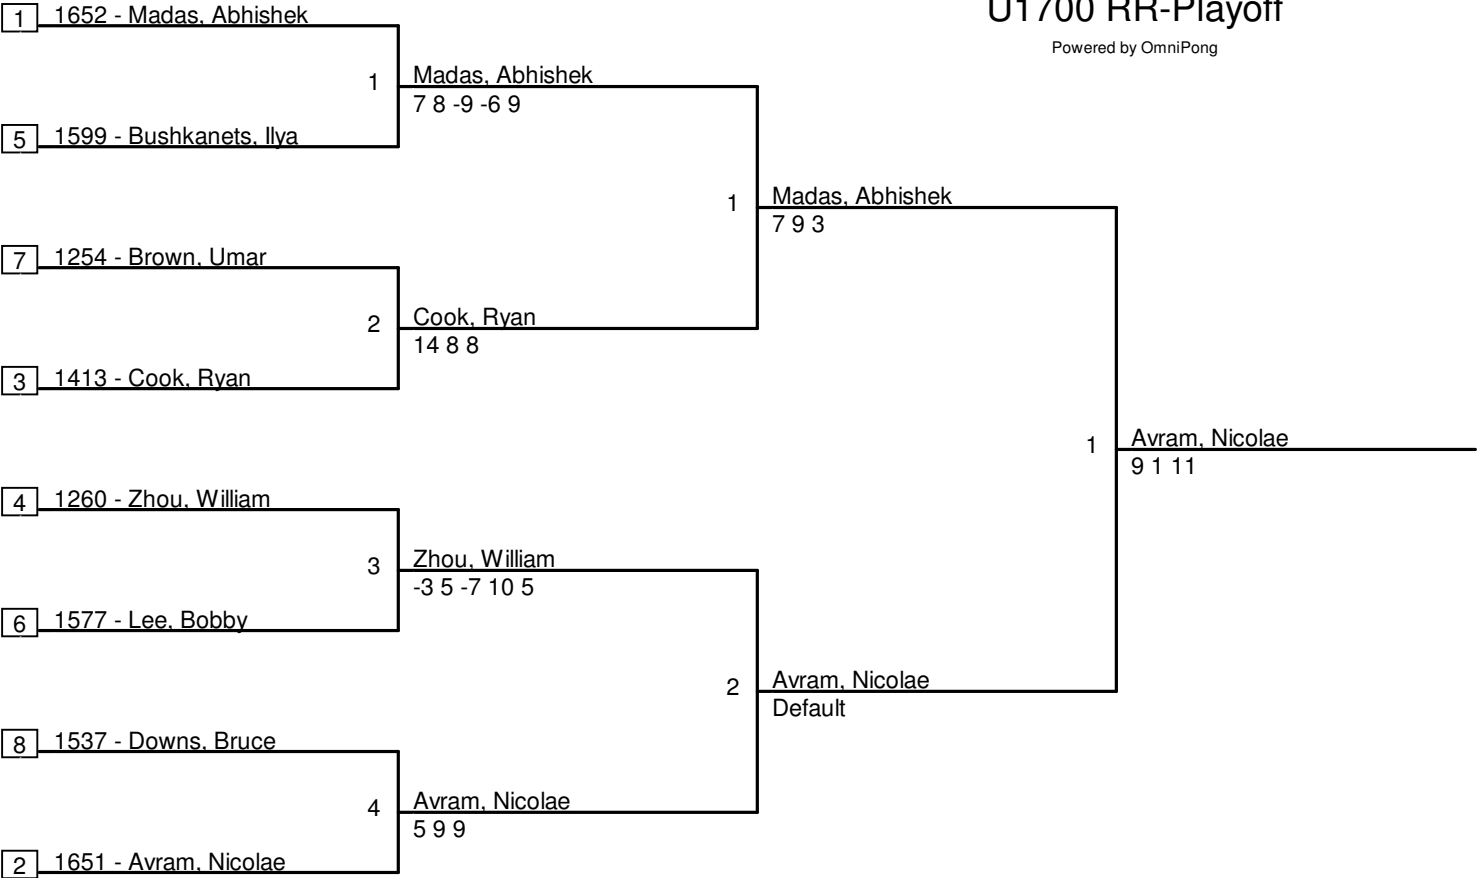 U1700 RR-Playoff
Powered by OmniPong
1 1652 - Madas, Abhishek
1 Madas, Abhishek
7 8 -9 -6 9
5 1599 - Bushkanets, Ilya
1 Madas, Abhishek
7 9 3
7 1254 - Brown, Umar
2 Cook, Ryan
14 8 8
3 1413 - Cook, Ryan
1 Avram, Nicolae
9 1 11
4 1260 - Zhou, William
3 Zhou, William
-3 5 -7 10 5
6 1577 - Lee, Bobby
2 Avram, Nicolae
Default
8 1537 - Downs, Bruce
4 Avram, Nicolae
5 9 9
2 1651 - Avram, Nicolae